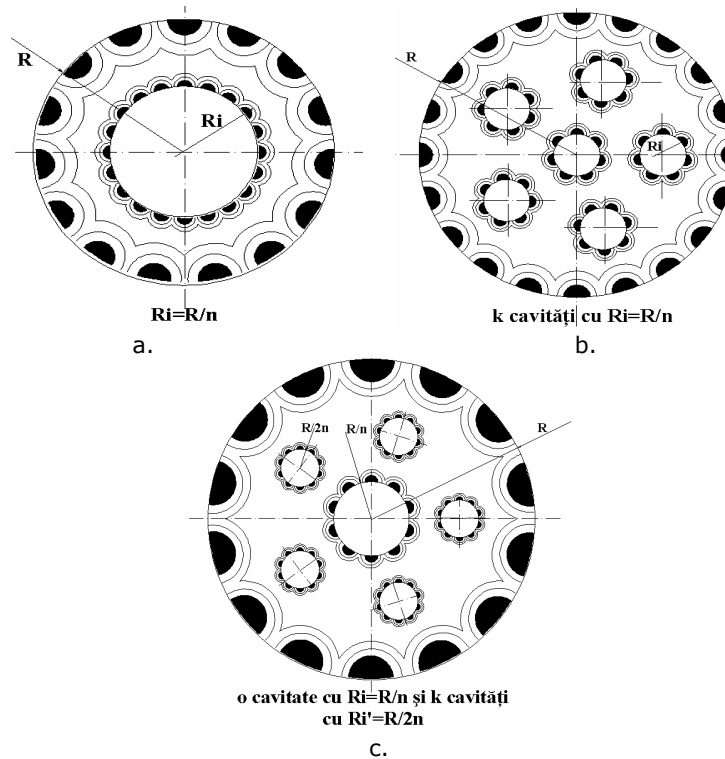 R
Ri
Ri=R/n
a.
R
Ri
k cavități cu Ri=R/n
b.
R/2n
R/n
R
o cavitate cu Ri=R/n și k cavități
cu Ri'=R/2n
c.